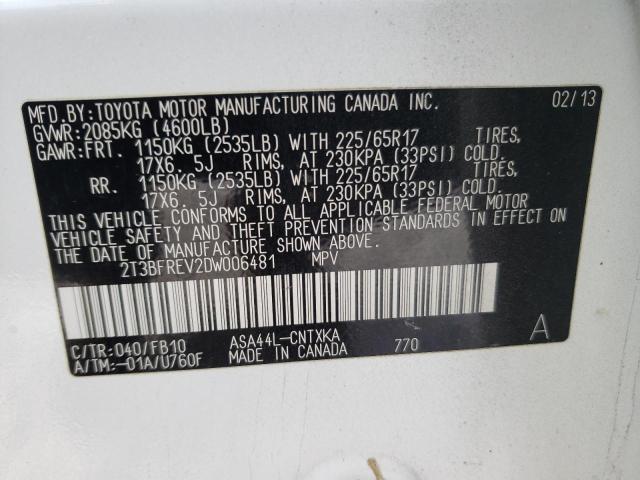 MFD.BY:TOYOTA MOTOR MANUFACTURING CANADA INC. 02/13
GVWR:2085KG (4600LB)
GAWR:FRT. 1150KG (2535LB) WITH 225/65R17 TIRES,
17X6. 5J RIMS, AT 230KPA (33PSI) COLD.
RR. 1150KG (2535LB) WITH 225/65R17 TIRES,
17X6. 5J RIMS, AT 230KPA (33PSI) COLD.
THIS VEHICLE CONFORMS TO ALL APPLICABLE FEDERAL MOTOR
VEHICLE SAFETY AND THEFT PREVENTION STANDARDS IN EFFECT ON
THE DATE OF MANUFACTURE SHOWN ABOVE.
2T3BFREV2DW006481 MPV
C/TR:040/FB10 ASA44L-CNTXKA A
A/TM:-01A/U760F MADE IN CANADA 770